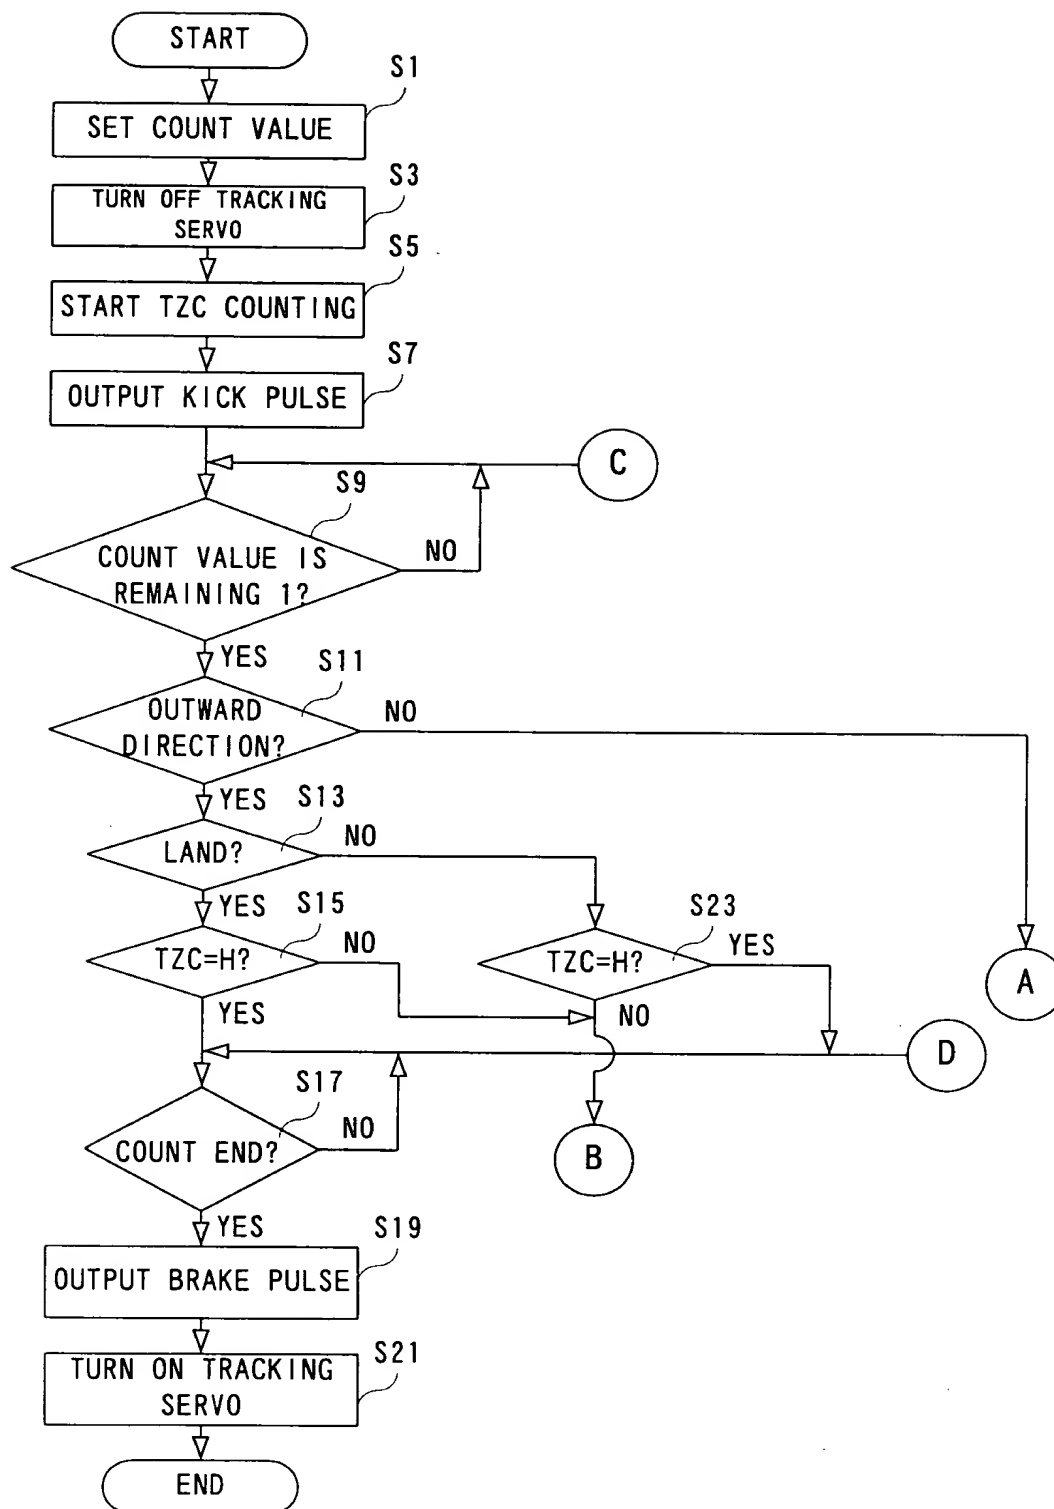 START
S1
SET COUNT VALUE
S3
TURN OFF TRACKING
SERVO
S5
START TZC COUNTING
S7
OUTPUT KICK PULSE
C
S9
COUNT VALUE IS
REMAINING 1?
NO
YES
S11
OUTWARD
DIRECTION?
NO
YES
S13
LAND?
NO
YES
S15
TZC=H?
NO
YES
S23
TZC=H?
YES
NO
A
D
S17
COUNT END?
NO
B
YES
S19
OUTPUT BRAKE PULSE
S21
TURN ON TRACKING
SERVO
END